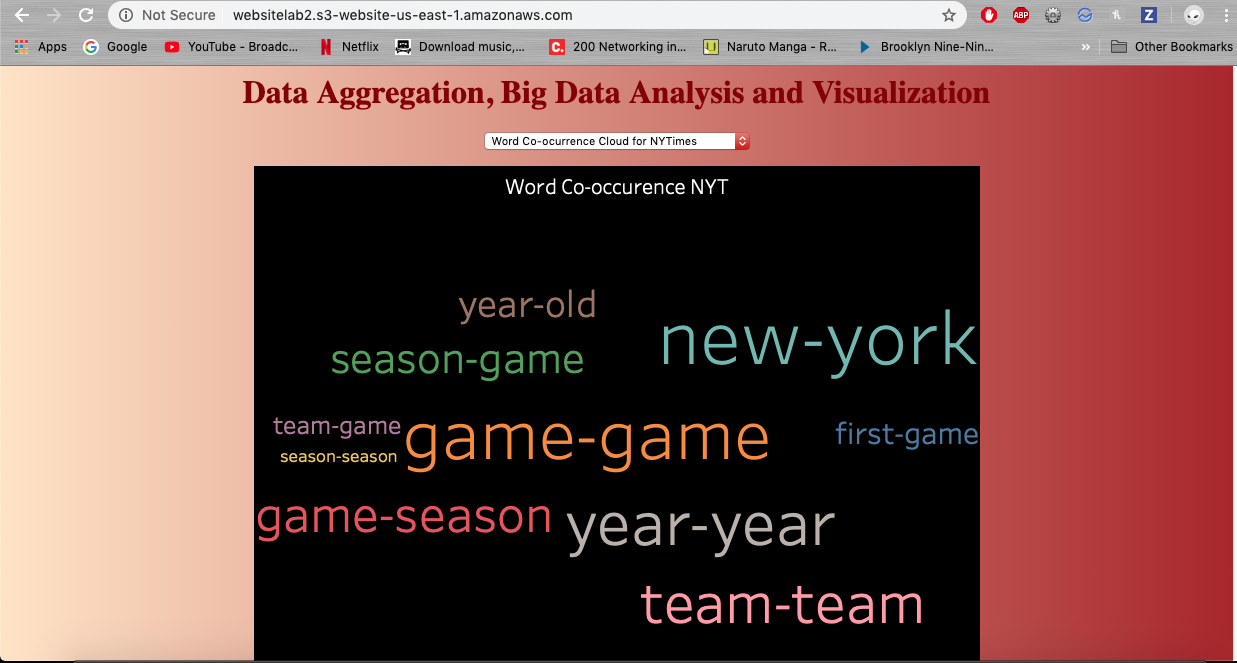 Not Secure websitelab2.s3-website-us-east-1.amazonaws.com ABP Z
Apps Google YouTube - Broadc... Netflix Download music,... C. 200 Networking in... U Naruto Manga - R... Brooklyn Nine-Nin... » Other Bookmarks
Data Aggregation, Big Data Analysis and Visualization
Word Co-ocurrence Cloud for NYTimes
Word Co-occurence NYT
year-old
new-york
season-game
team-game
game-game
first-game
season-season
game-season
year-year
team-team